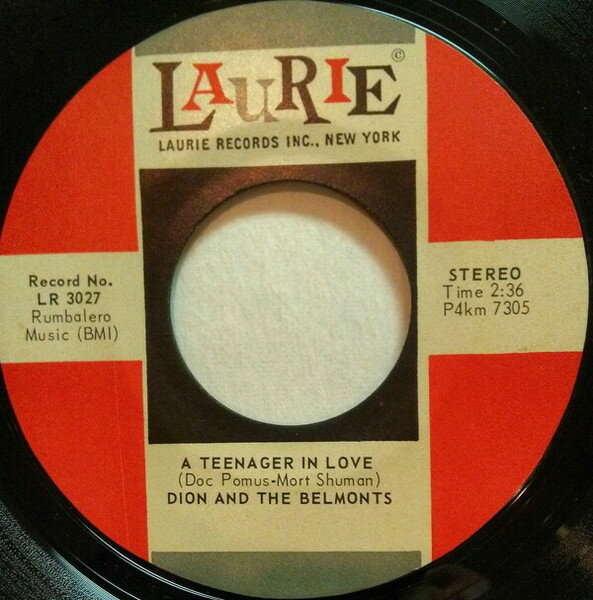 LAURIE ©
LAURIE RECORDS INC., NEW YORK
Record No.
LR 3027
Rumbalero
Music (BMI)
STEREO
Time 2:36
P4km 7305
A TEENAGER IN LOVE
(Doc Pomus-Mort Shuman)
DION AND THE BELMONTS